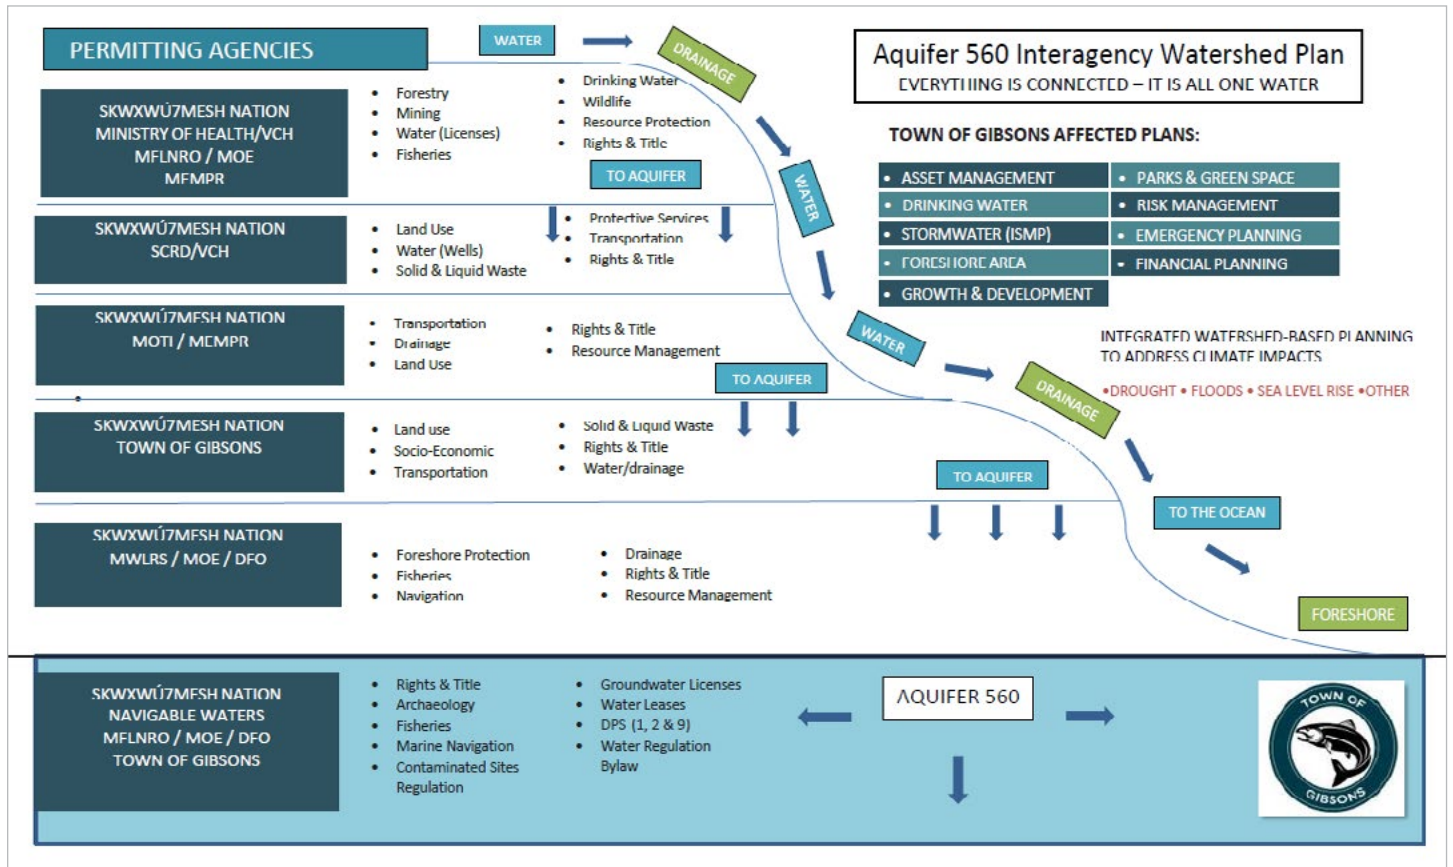 PERMITTING AGENCIES
WATER
DRAINAGE
Aquifer 560 Interagency Watershed Plan
EVERYTHING IS CONNECTED – IT IS ALL ONE WATER
SKWXWÚ7MESH NATION
MINISTRY OF HEALTH/VCH
MFLNRO / MOE
MEMPR
• Forestry
• Mining
• Water (Licenses)
• Fisheries
• Drinking Water
• Wildlife
• Resource Protection
• Rights & Title
TO AQUIFER
WATER
TOWN OF GIBSONS AFFECTED PLANS:
• ASSET MANAGEMENT
• DRINKING WATER
• STORMWATER (ISMP)
• FORESHORE AREA
• GROWTH & DEVELOPMENT
• PARKS & GREEN SPACE
• RISK MANAGEMENT
• EMERGENCY PLANNING
• FINANCIAL PLANNING
SKWXWÚ7MESH NATION
SCRD/VCH
• Land Use
• Water (Wells)
• Solid & Liquid Waste
• Protective Services
• Transportation
• Rights & Title
SKWXWÚ7MESH NATION
MOTI / MEMPR
• Transportation
• Drainage
• Land Use
• Rights & Title
• Resource Management
TO AQUIFER
WATER
DRAINAGE
INTEGRATED WATERSHED-BASED PLANNING
TO ADDRESS CLIMATE IMPACTS
•DROUGHT • FLOODS • SEA LEVEL RISE •OTHER
SKWXWÚ7MESH NATION
TOWN OF GIBSONS
• Land use
• Socio-Economic
• Transportation
• Solid & Liquid Waste
• Rights & Title
• Water/drainage
TO AQUIFER
TO THE OCEAN
SKWXWÚ7MESH NATION
MWLRS / MOE / DFO
• Foreshore Protection
• Fisheries
• Navigation
• Drainage
• Rights & Title
• Resource Management
FORESHORE
SKWXWÚ7MESH NATION
NAVIGABLE WATERS
MFLNRO / MOE / DFO
TOWN OF GIBSONS
• Rights & Title
• Archaeology
• Fisheries
• Marine Navigation
• Contaminated Sites
Regulation
• Groundwater Licenses
• Water Leases
• DPS (1, 2 & 9)
• Water Regulation
Bylaw
AQUIFER 560
TOWN OF
GIBSONS